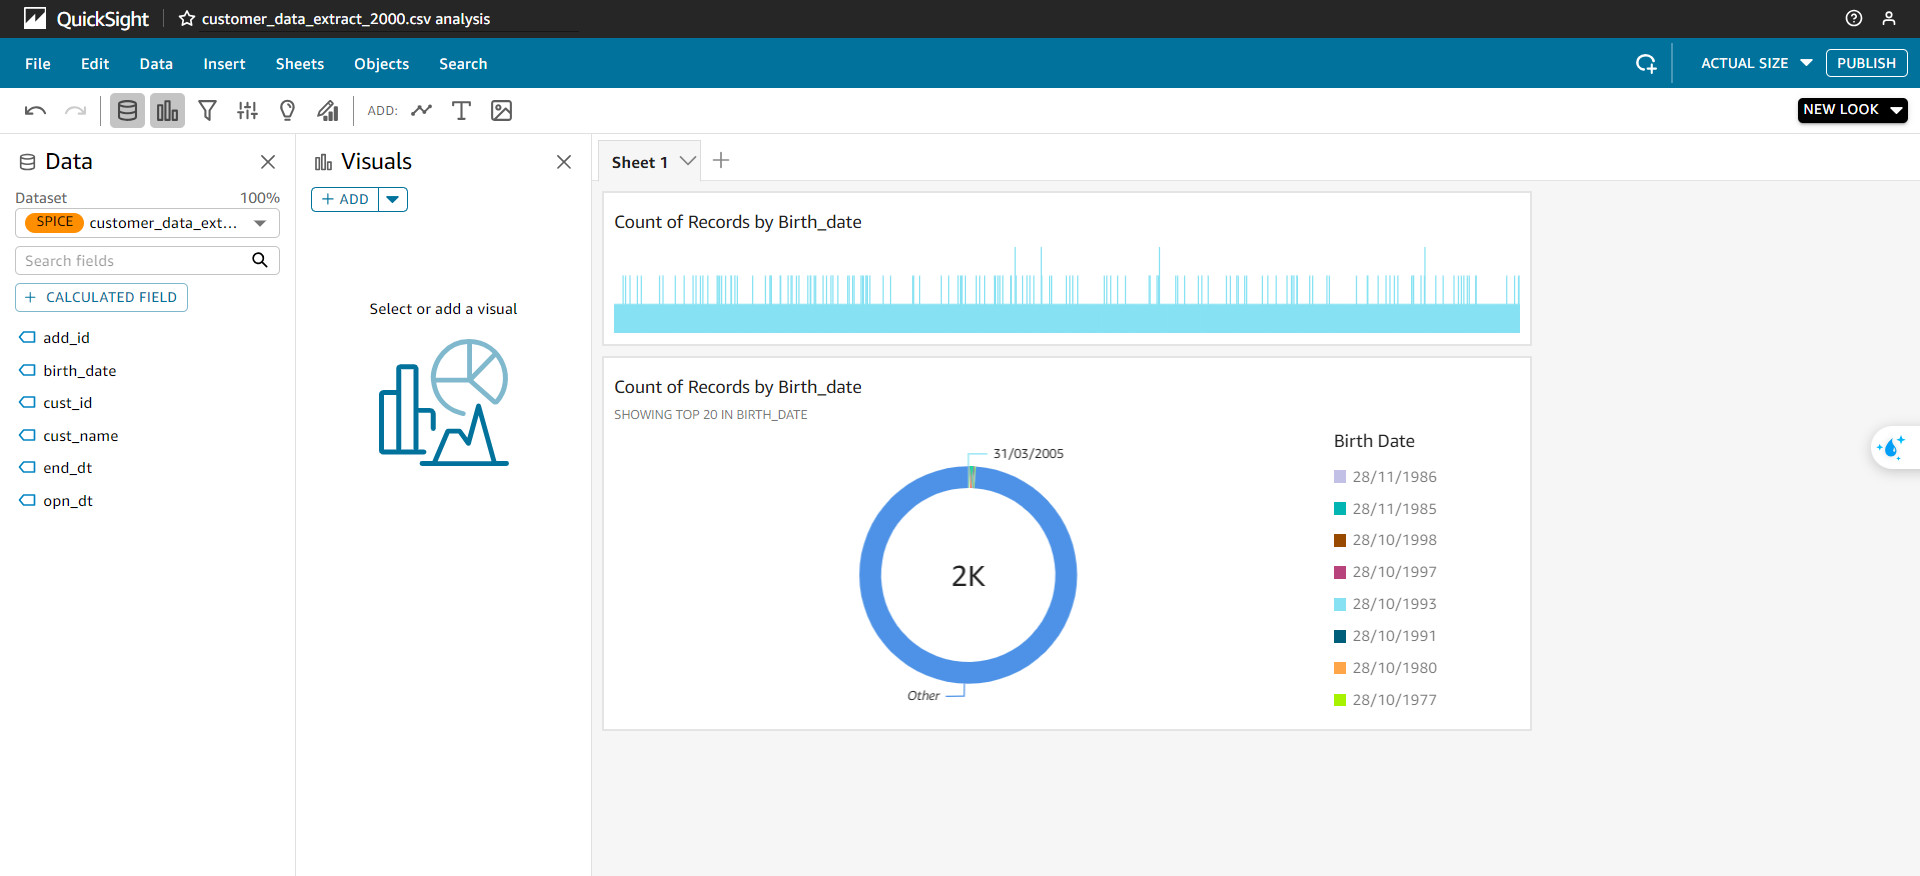 QuickSight
customer_data_extract_2000.csv analysis
File Edit Data Insert Sheets Objects Search
ACTUAL SIZE
PUBLISH
ADD:
NEW LOOK
Data
Dataset 100%
SPICE customer_data_ext...
Search fields
+ CALCULATED FIELD
add_id
birth_date
cust_id
cust_name
end_dt
opn_dt
Visuals
+ ADD
Select or add a visual
Sheet 1
Count of Records by Birth_date
Count of Records by Birth_date
SHOWING TOP 20 IN BIRTH_DATE
31/03/2005
2K
Other
Birth Date
28/11/1986
28/11/1985
28/10/1998
28/10/1997
28/10/1993
28/10/1991
28/10/1980
28/10/1977